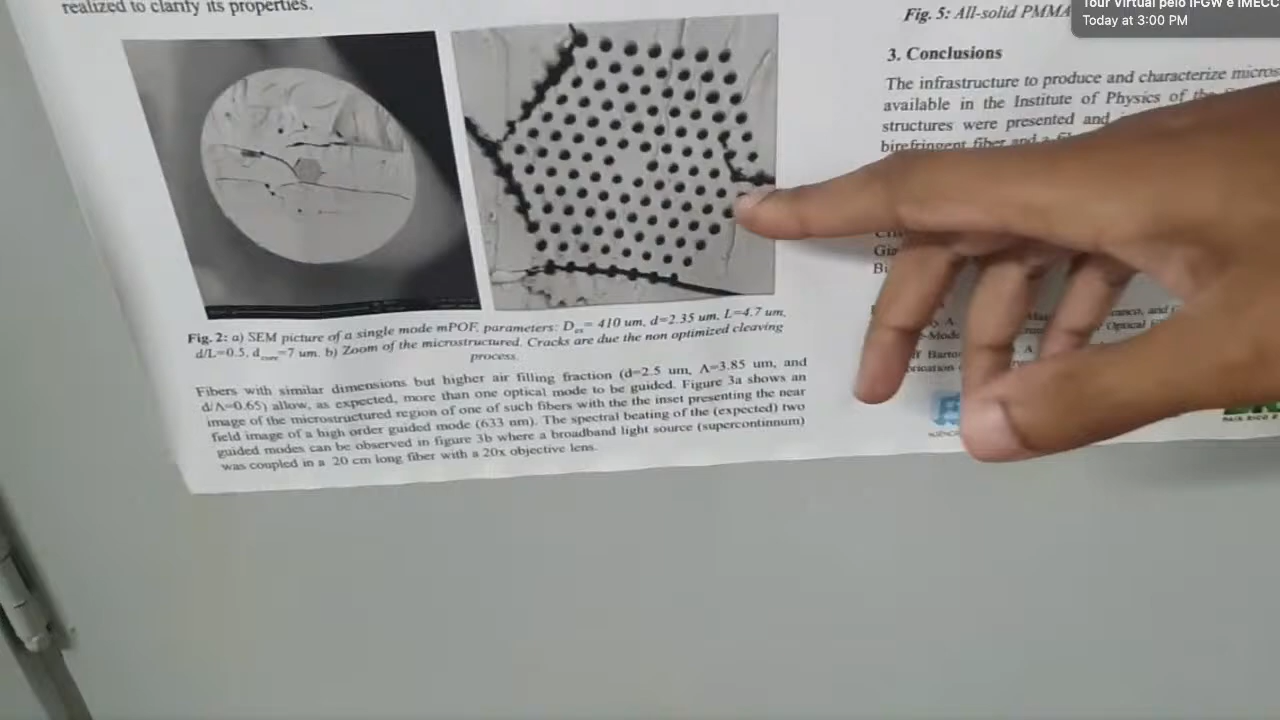 realized to clarify its properties.
Fig. 2: a) SEM picture of a single mode mPOF, parameters: Dex= 410 um, d=2.35 um, L=4.7 um,
d/L=0.5, dcore=7 um. b) Zoom of the microstructured. Cracks are due the non optimized cleaving
process.
Fibers with similar dimensions but higher air filling fraction (d=2.5 um, Λ=3.85 um, and
d/Λ=0.65) allow, as expected, more than one optical mode to be guided. Figure 3a shows an
image of the microstructured region of one of such fibers with the the inset presenting the near
field image of a high order guided mode (633 nm). The spectral beating of the (expected) two
guided modes can be observed in figure 3b where a broadband light source (supercontinnum)
was coupled in a 20 cm long fiber with a 20x objective lens.
Fig. 5: All-solid PMMA
3. Conclusions
The infrastructure to produce and characterize micros
available in the Institute of Physics of the
structures were presented and
birefringent fiber and a
Gia
Bi
and
Optical
Tour Virtual pelo IFGW e IMECC
Today at 3:00 PM